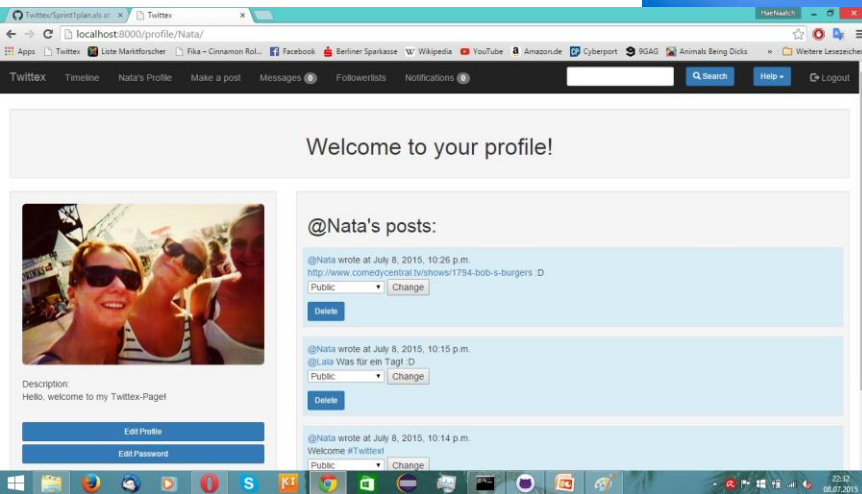 Twittex/Sprint1plan.xls at
Twittex
HaeNaatch
localhost:8000/profile/Nata/
Apps Twittex Liste Marktforscher Fika – Cinnamon Rol... Facebook Berliner Sparkasse Wikipedia YouTube Amazon.de Cyberport 9GAG Animals Being Dicks » Weitere Lesezeichen
Twittex Timeline Nata's Profile Make a post Messages 0 Followerlists Notifications 0 Search Help Logout
Welcome to your profile!
@Nata's posts:
@Nata wrote at July 8, 2015, 10:26 p.m.
http://www.comedycentral.tv/shows/1794-bob-s-burgers :D
Public Change
Delete
@Nata wrote at July 8, 2015, 10:15 p.m.
@Lala Was für ein Tag! :D
Public Change
Delete
@Nata wrote at July 8, 2015, 10:14 p.m.
Welcome #Twittex!
Public Change
Description:
Hello, welcome to my Twittex-Page!
Edit Profile
Edit Password
22:32
08.07.2015